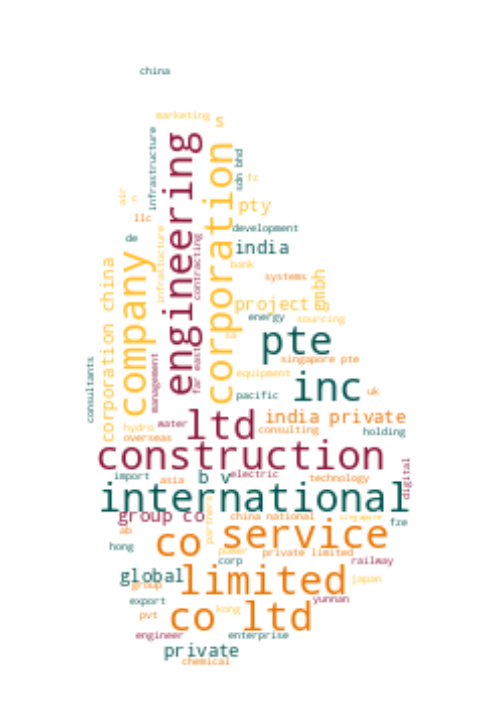 china
marketing
s
infrastructure
engineering
corporation
sdn bhd
fz
air
n
pty
llc
development
de
india
infrastucture
contracting
company
bank
corporation china
systems
gmbh
project
energy
sourcing
sa
pte
singapore pte
far east
management
consultants
equipment
inc
pacific
uk
ltd
india private
water
hydro
consulting
holding
overseas
construction
import
asia
b v
electric
technology
digital
international
group co
partners
china national
singapore
fze
ab
co
service
hong
power
private limited
corp
railway
global
limited
japan
group
export
yunnan
pvt
co ltd
kong
engineer
enterprise
private
chemical